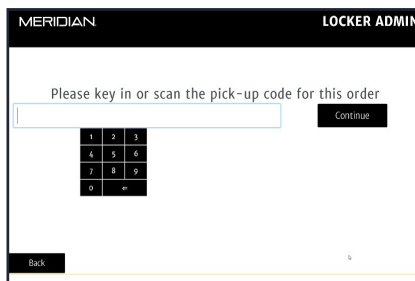 MERIDIAN
LOCKER ADMIN
Please key in or scan the pick-up code for this order
Continue
1 2 3
4 5 6
7 8 9
0 ⇐
Back